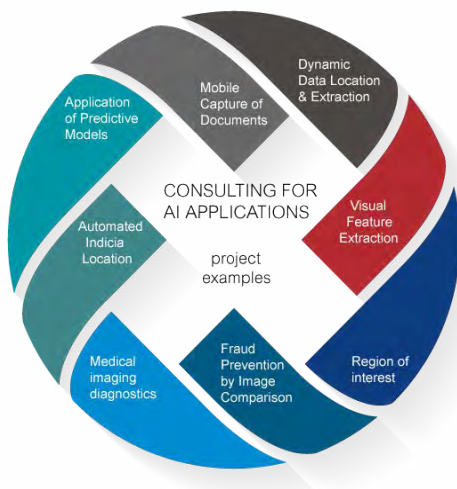 Dynamic
Data Location
& Extraction
Mobile
Capture of
Documents
Application
of Predictive
Models
CONSULTING FOR
AI APPLICATIONS
project
examples
Visual
Feature
Extraction
Automated
Indicia
Location
Region of
interest
Fraud
Prevention
by Image
Comparison
Medical
imaging
diagnostics